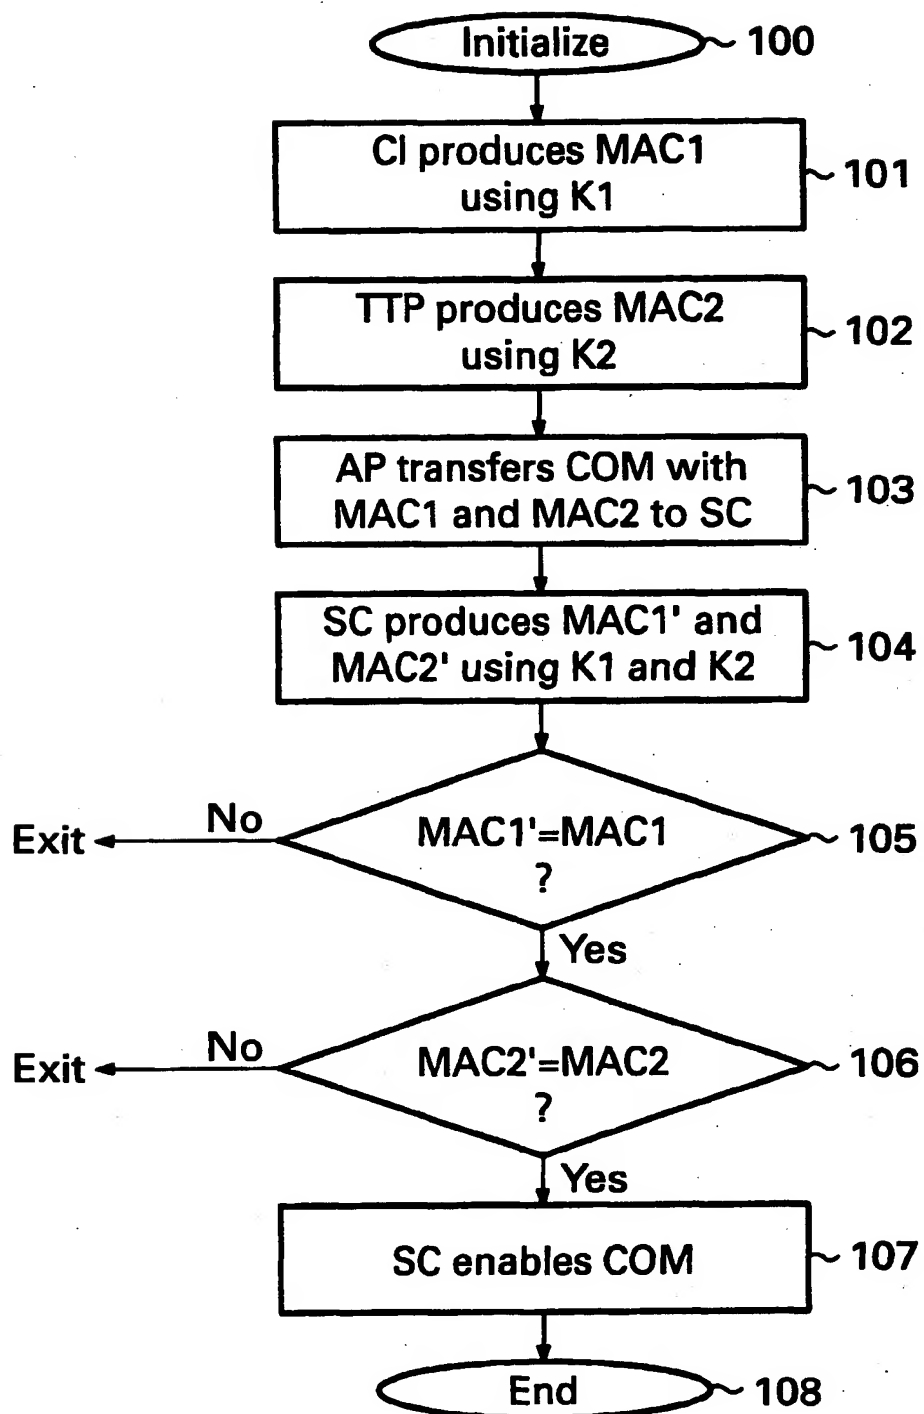 Initialize
100
CI produces MAC1
using K1
101
TTP produces MAC2
using K2
102
AP transfers COM with
MAC1 and MAC2 to SC
103
SC produces MAC1' and
MAC2' using K1 and K2
104
MAC1'=MAC1
?
105
No
Exit
Yes
MAC2'=MAC2
?
106
No
Exit
Yes
SC enables COM
107
End
108